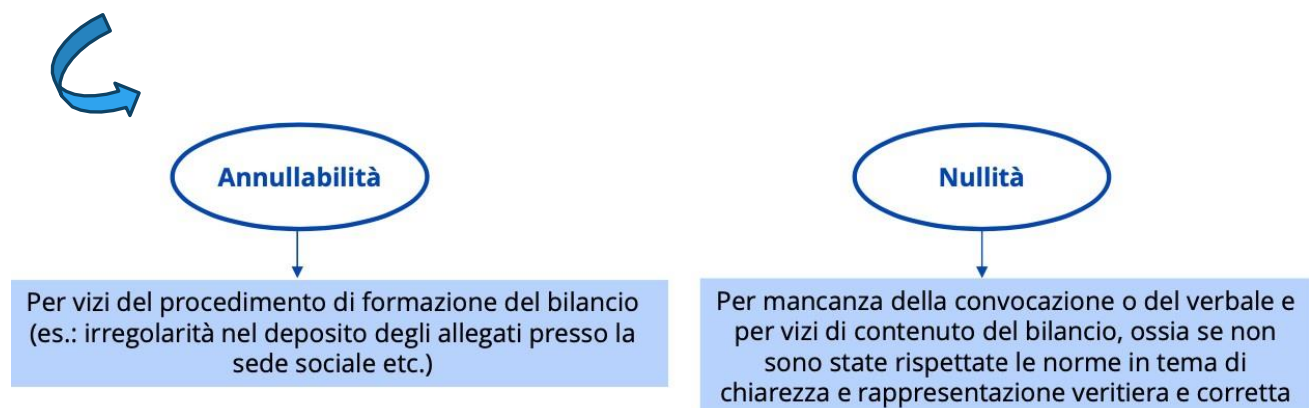 Annullabilità
Per vizi del procedimento di formazione del bilancio
(es.: irregolarità nel deposito degli allegati presso la
sede sociale etc.)
Nullità
Per mancanza della convocazione o del verbale e
per vizi di contenuto del bilancio, ossia se non
sono state rispettate le norme in tema di
chiarezza e rappresentazione veritiera e corretta